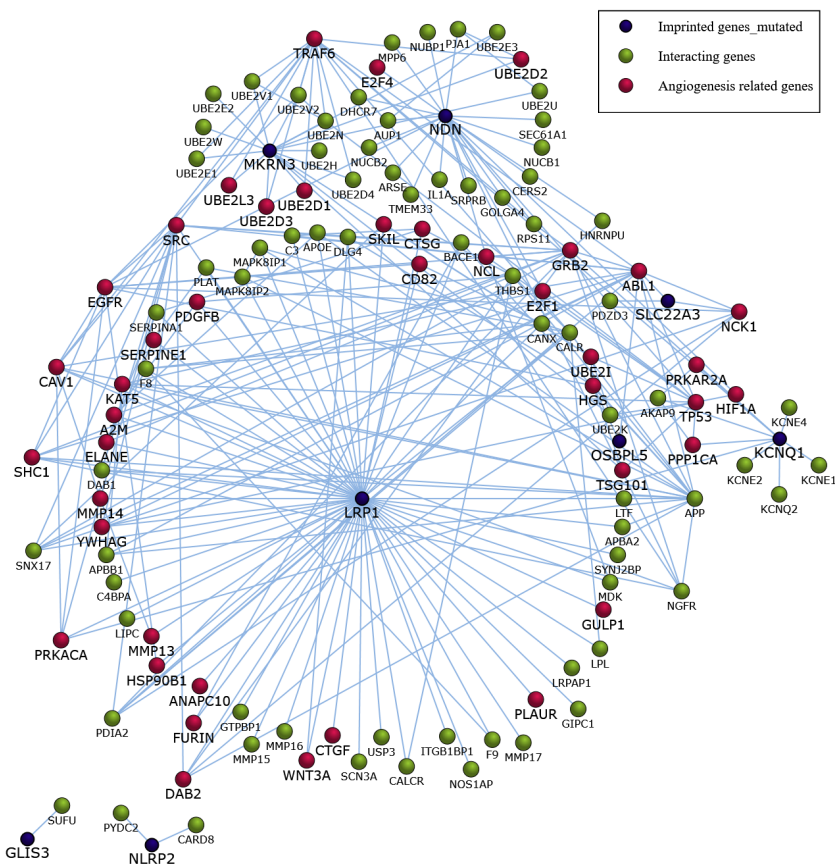 Imprinted genes_mutated
Interacting genes
Angiogenesis related genes
NUBP1
PJA1
UBE2E3
TRAF6
MPP6
UBE2D2
E2F4
UBE2V1
UBE2E2
UBE2V2
DHCR7
UBE2U
NDN
UBE2N
AUP1
SEC61A1
UBE2W
MKRN3
UBE2H
NUCB2
NUCB1
UBE2E1
UBE2L3
UBE2D1
UBE2D4
ARSE
IL1A
SRPRB
CERS2
UBE2D3
TMEM33
GOLGA4
SRC
C3
APOE
DLG4
SKIL
CTSG
RPS11
HNRNPU
MAPK8IP1
BACE1
NCL
GRB2
PLAT
MAPK8IP2
CD82
THBS1
ABL1
EGFR
PDGFB
E2F1
PDZD3
SLC22A3
SERPINA1
NCK1
SERPINE1
CANX
CALR
CAV1
F8
UBE2I
PRKAR2A
KAT5
HGS
AKAP9
TP53
HIF1A
A2M
UBE2K
KCNE4
ELANE
OSBPL5
PPP1CA
KCNQ1
SHC1
DAB1
TSG101
KCNE2
KCNE1
MMP14
LRP1
LTF
APP
KCNQ2
YWHAG
APBA2
SNX17
APBB1
SYNJ2BP
C4BPA
MDK
NGFR
LIPC
GULP1
PRKACA
MMP13
LPL
HSP90B1
LRPAP1
ANAPC10
PLAUR
GIPC1
PDIA2
FURIN
GTPBP1
MMP16
CTGF
USP3
ITGB1BP1
F9
MMP17
MMP15
WNT3A
SCN3A
CALCR
NOS1AP
DAB2
SUFU
PYDC2
CARD8
GLIS3
NLRP2